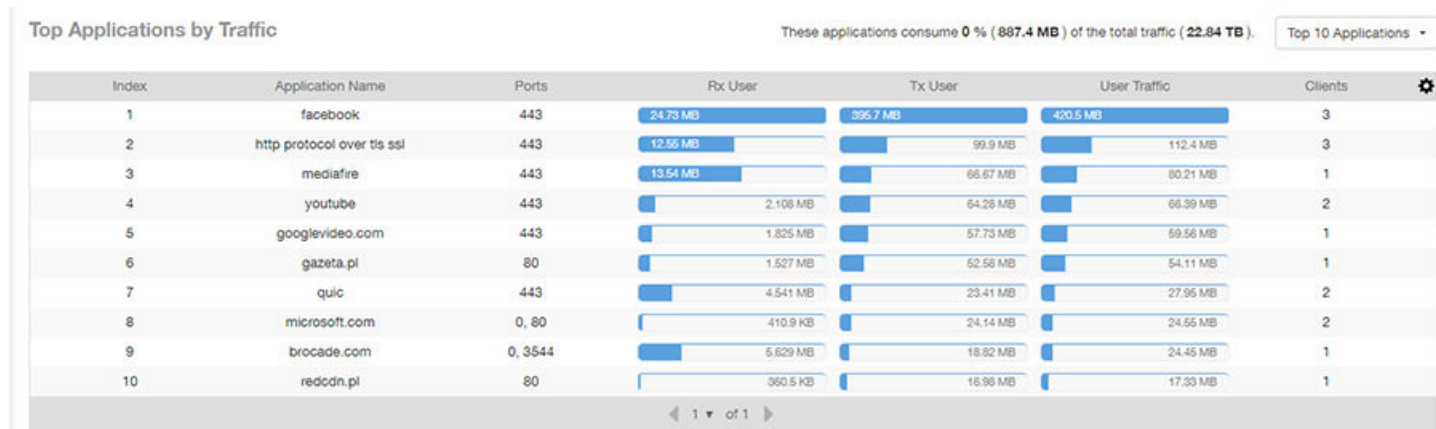 Top Applications by Traffic These applications consume 0 % ( 887.4 MB ) of the total traffic ( 22.84 TB ). Top 10 Applications
Index Application Name Ports Rx User Tx User User Traffic Clients
1 facebook 443 24.73 MB 395.7 MB 420.5 MB 3
2 http protocol over tls ssl 443 12.55 MB 99.9 MB 112.4 MB 3
3 mediafire 443 13.54 MB 66.67 MB 80.21 MB 1
4 youtube 443 2.108 MB 64.28 MB 66.39 MB 2
5 googlevideo.com 443 1.825 MB 57.73 MB 59.56 MB 1
6 gazeta.pl 80 1.527 MB 52.58 MB 54.11 MB 1
7 quic 443 4.541 MB 23.41 MB 27.95 MB 2
8 microsoft.com 0, 80 410.9 KB 24.14 MB 24.55 MB 2
9 brocade.com 0, 3544 5.629 MB 18.82 MB 24.45 MB 1
10 redcdn.pl 80 360.5 KB 16.98 MB 17.33 MB 1
1 of 1